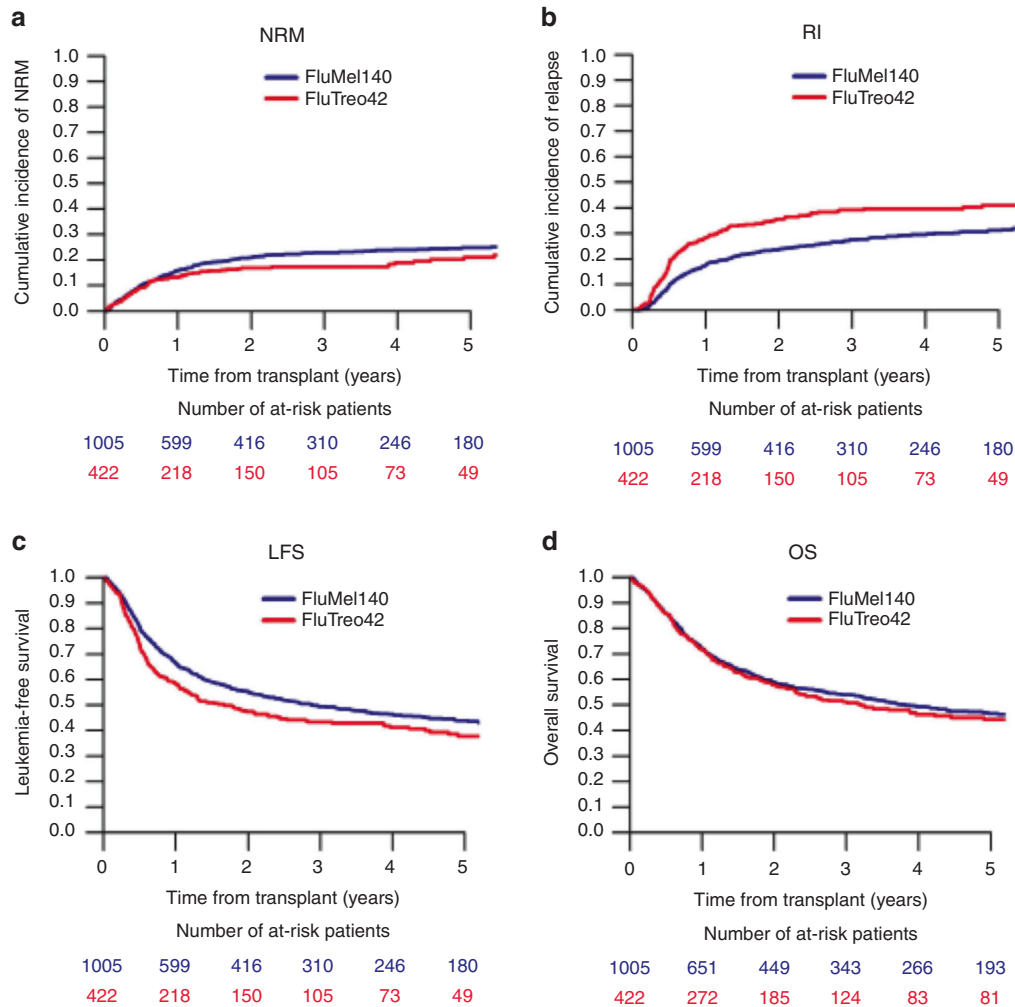 a
NRM
Cumulative incidence of NRM
1.0
0.9
0.8
0.7
0.6
0.5
0.4
0.3
0.2
0.1
0.0
FluMel140
FluTreo42
0 1 2 3 4 5
Time from transplant (years)
Number of at-risk patients
1005 599 416 310 246 180
422 218 150 105 73 49
b
RI
Cumulative incidence of relapse
1.0
0.9
0.8
0.7
0.6
0.5
0.4
0.3
0.2
0.1
0.0
FluMel140
FluTreo42
0 1 2 3 4 5
Time from transplant (years)
Number of at-risk patients
1005 599 416 310 246 180
422 218 150 105 73 49
c
LFS
Leukemia-free survival
1.0
0.9
0.8
0.7
0.6
0.5
0.4
0.3
0.2
0.1
0.0
FluMel140
FluTreo42
0 1 2 3 4 5
Time from transplant (years)
Number of at-risk patients
1005 599 416 310 246 180
422 218 150 105 73 49
d
OS
Overall survival
1.0
0.9
0.8
0.7
0.6
0.5
0.4
0.3
0.2
0.1
0.0
FluMel140
FluTreo42
0 1 2 3 4 5
Time from transplant (years)
Number of at-risk patients
1005 651 449 343 266 193
422 272 185 124 83 81